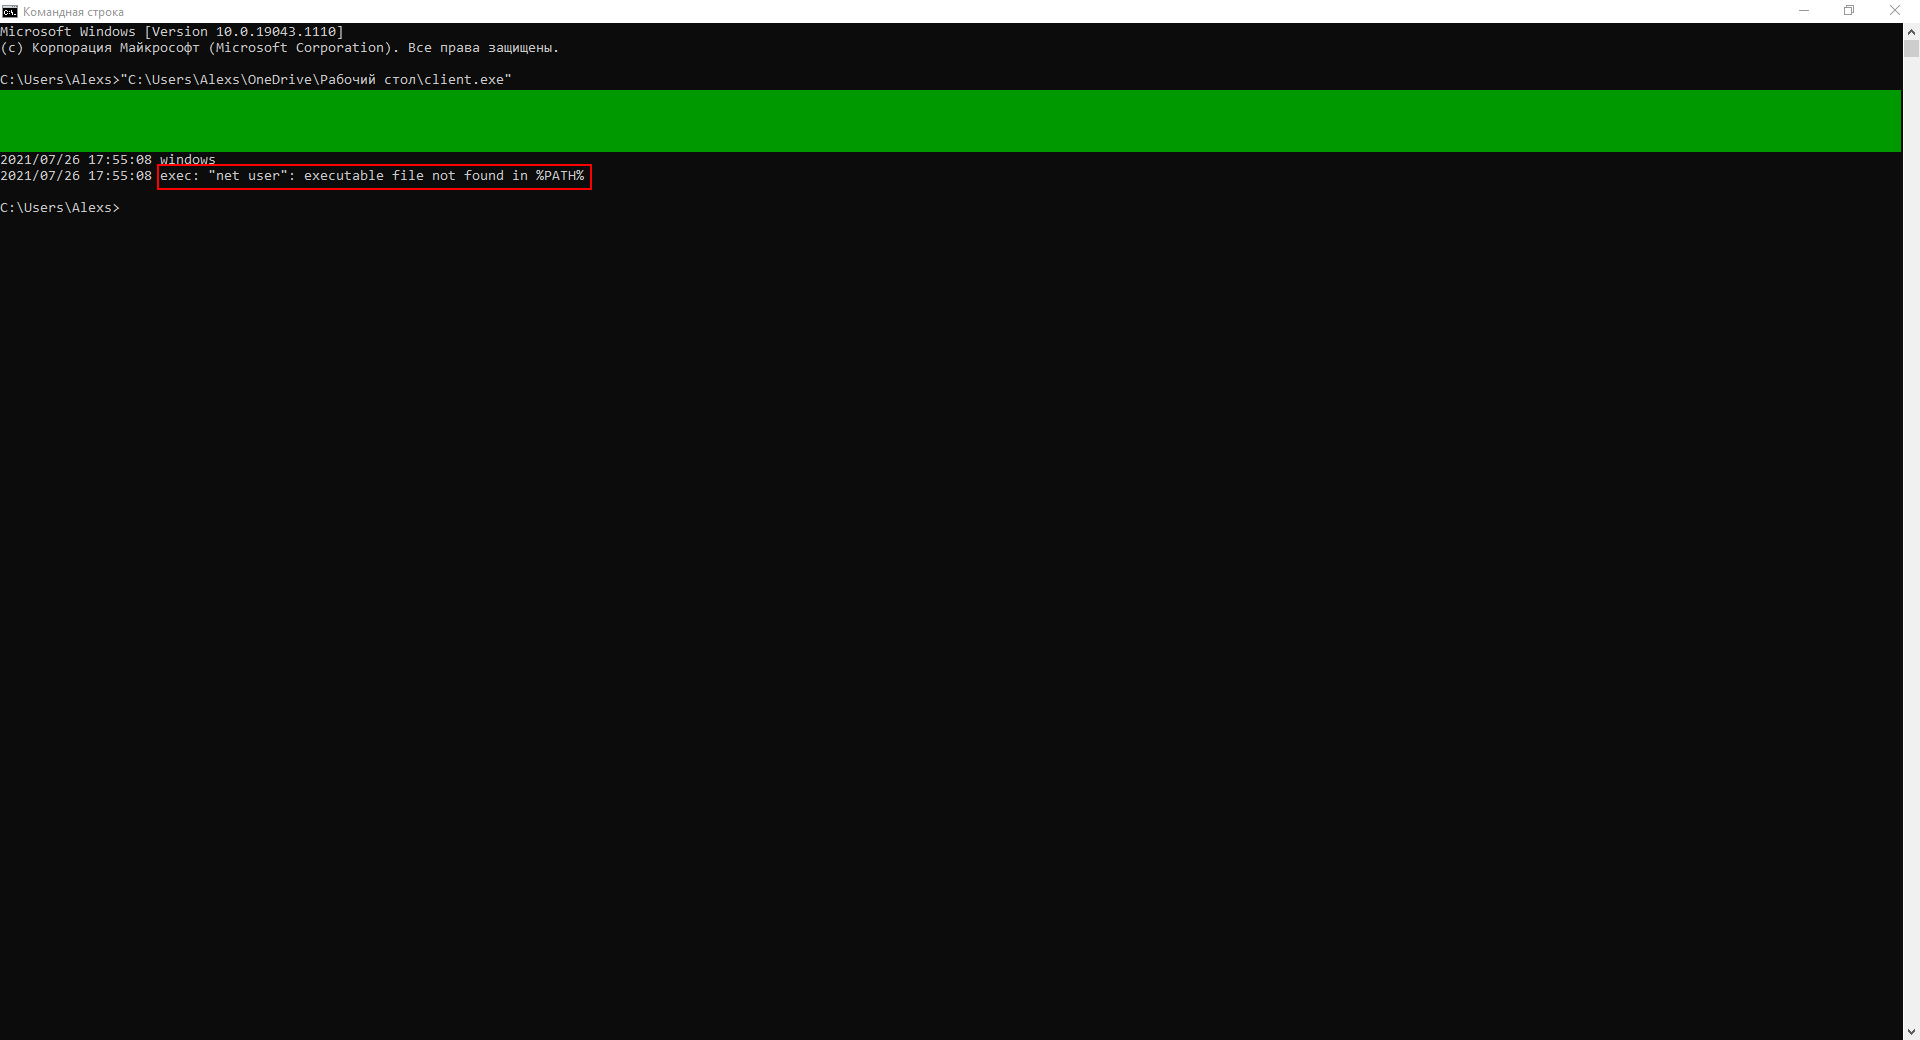 Командная строка
Microsoft Windows [Version 10.0.19043.1110]
(c) Корпорация Майкрософт (Microsoft Corporation). Все права защищены.
C:\Users\Alexs>"C:\Users\Alexs\OneDrive\Рабочий стол\client.exe"
2021/07/26 17:55:08 windows
2021/07/26 17:55:08 exec: "net user": executable file not found in %PATH%
C:\Users\Alexs>